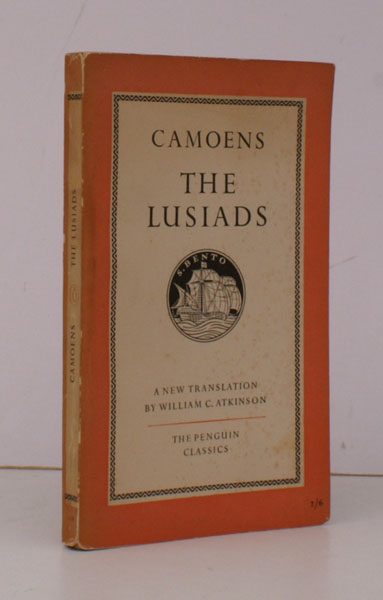 CAMOENS
THE
LUSIADS
S. BENTO
A NEW TRANSLATION
BY WILLIAM C. ATKINSON
THE PENGUIN
CLASSICS
CAMOENS
THE LUSIADS